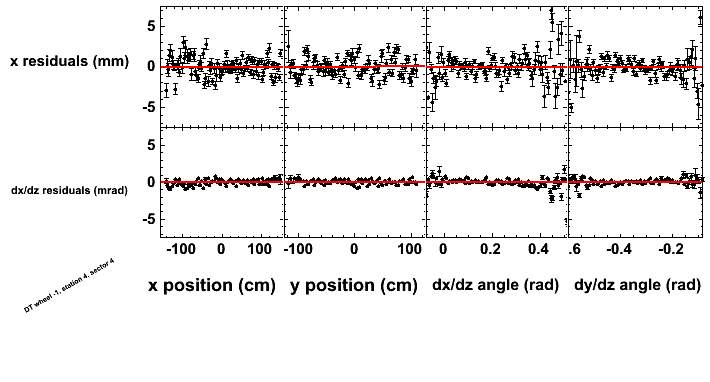 x residuals (mm)
5
0
-5
dx/dz residuals (mrad)
5
0
-5
-100 0 100 -100 0 100 0 0.2 0.4 .6 -0.4 -0.2
x position (cm) y position (cm) dx/dz angle (rad) dy/dz angle (rad)
DT wheel -1, station 4, sector 4